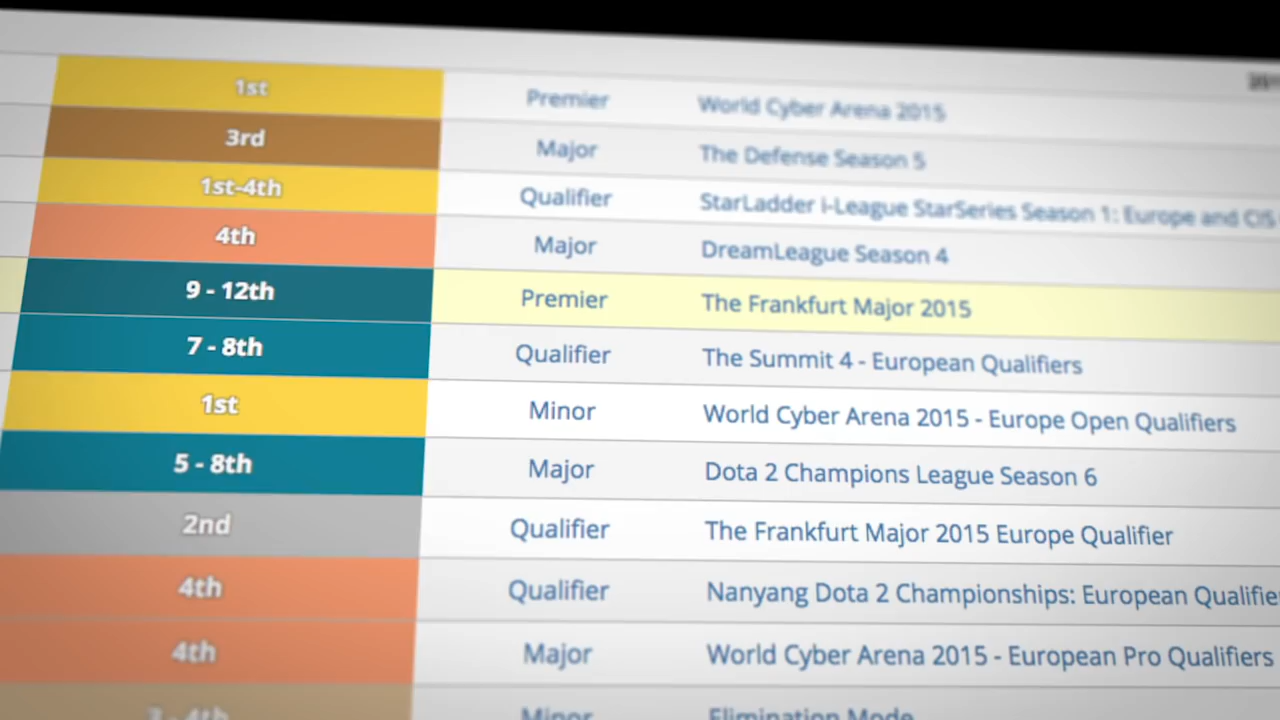 1st Premier World Cyber Arena 2015
3rd Major The Defense Season 5
1st-4th Qualifier StarLadder i-League StarSeries Season 1: Europe and CIS
4th Major DreamLeague Season 4
9 - 12th Premier The Frankfurt Major 2015
7 - 8th Qualifier The Summit 4 - European Qualifiers
1st Minor World Cyber Arena 2015 - Europe Open Qualifiers
5 - 8th Major Dota 2 Champions League Season 6
2nd Qualifier The Frankfurt Major 2015 Europe Qualifier
4th Qualifier Nanyang Dota 2 Championships: European Qualifie
4th Major World Cyber Arena 2015 - European Pro Qualifiers
3 - 4th Minor Elimination Mode